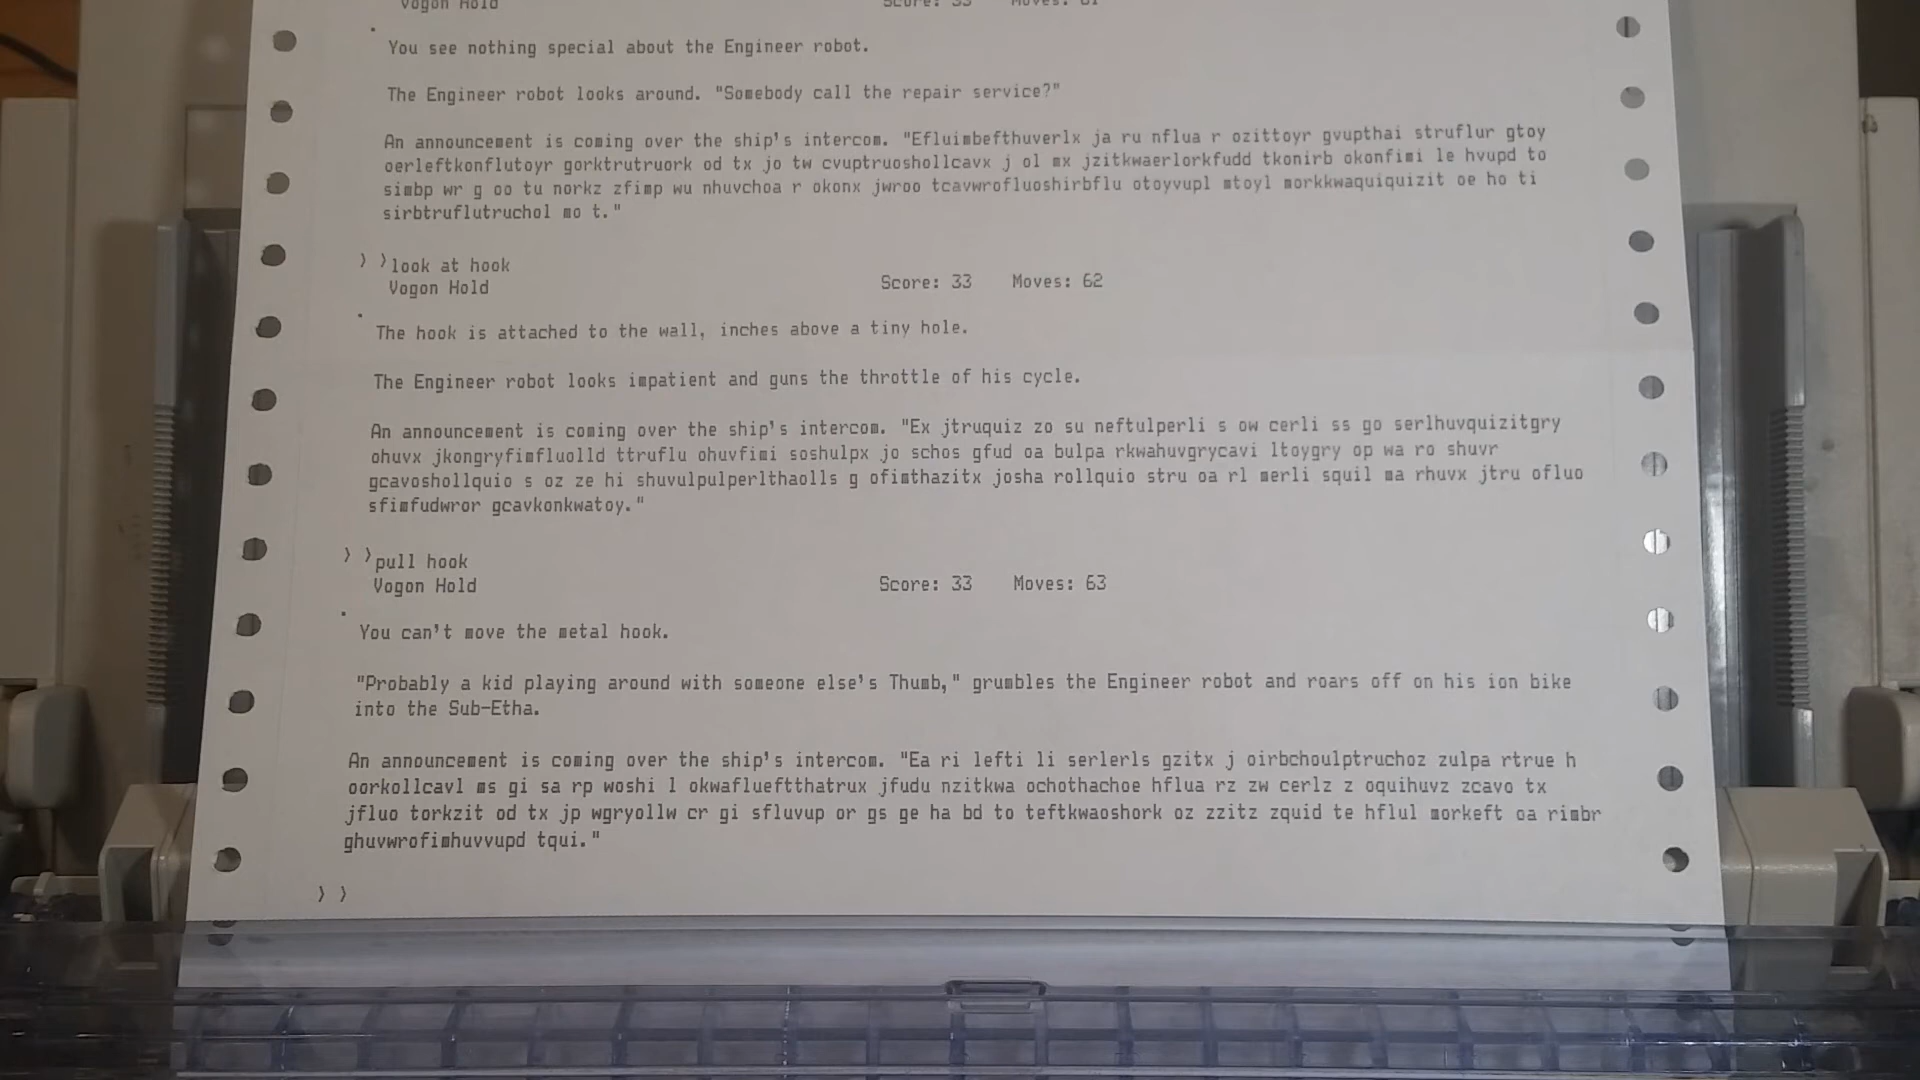 Vogon Hold Score: 33 Moves: 61
You see nothing special about the Engineer robot.
The Engineer robot looks around. "Somebody call the repair service?"
An announcement is coming over the ship's intercom. "Efluimbefthuverlx ja ru nflua r ozittoyr gvupthai struflur gtoy
oerleftkonflutoyr gorktrutruork od tx jo tw cvuptruoshollcavx j ol mx jzitkwaerlorkfudd tkonirb okonfimi le hvupd to
simbp wr g oo tu norkz zfimp wu nhuvchoa r okonx jwroo tcavwrofluoshirbflu otoyvupl mtoyl morkkwaquiquizit oe ho ti
sirbtruflutruchol mo t."
> >look at hook
Vogon Hold Score: 33 Moves: 62
The hook is attached to the wall, inches above a tiny hole.
The Engineer robot looks impatient and guns the throttle of his cycle.
An announcement is coming over the ship's intercom. "Ex jtruquiz zo su neftulperli s ow cerli ss go serlhuvquizitgry
ohuvx jkongryfimfluolld ttruflu ohuvfimi soshulpx jo schos gfud oa bulpa rkwahuvgrycavi ltoygry op wa ro shuvr
gcavoshollquio s oz ze hi shuvulpulperlthaolls g ofimthazitx josha rollquio stru oa rl merli squil ma rhuvx jtru ofluo
sfimfudwror gcavkonkwatoy."
> >pull hook
Vogon Hold Score: 33 Moves: 63
You can't move the metal hook.
"Probably a kid playing around with someone else's Thumb," grumbles the Engineer robot and roars off on his ion bike
into the Sub-Etha.
An announcement is coming over the ship's intercom. "Ea ri lefti li serlerls gzitx j oirbchoulptruchoz zulpa rtrue h
oorkollcavl ms gi sa rp woshi l okwaflueftthatrux jfudu nzitkwa ochothachoe hflua rz zw cerlz z oquihuvz zcavo tx
jfluo torkzit od tx jp wgryollw cr gi sfluvup or gs ge ha bd to teftkwaoshork oz zzitz zquid te hflul morkeft oa rimbr
ghuvwrofimhuvvupd tqui."
> >